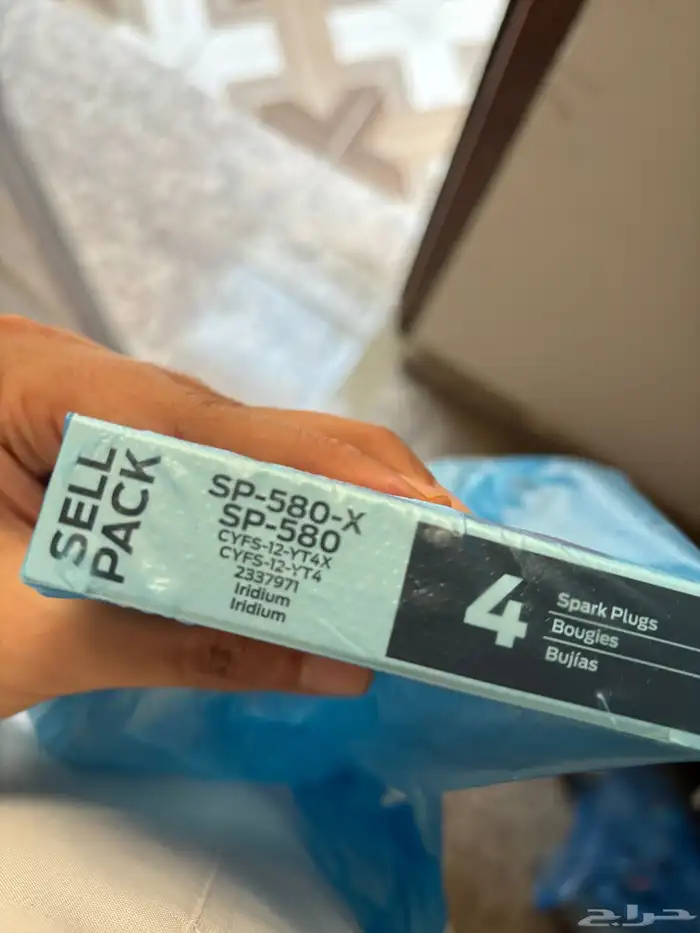 SELL
PACK
SP-580-X
SP-580
CYFS-12-YT4X
CYFS-12-YT4
2337971
Iridium
Iridium
4
Spark Plugs
Bougies
Bujías
حراج